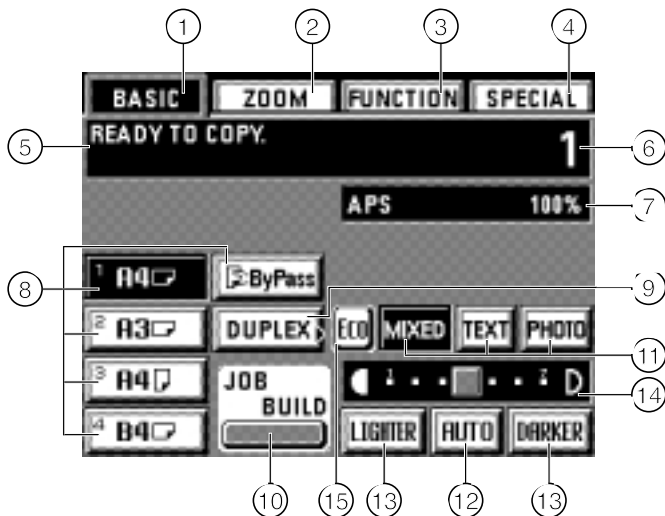 1 2 3 4
BASIC ZOOM FUNCTION SPECIAL
5 READY TO COPY. 1 6
APS 100% 7
8 1 A4 ByPass 9
2 A3 DUPLEX Eco MIXED TEXT PHOTO
11
3 A4 JOB BUILD 1 2 14
4 B4 LIGHTER AUTO DARKER
10 15 13 12 13